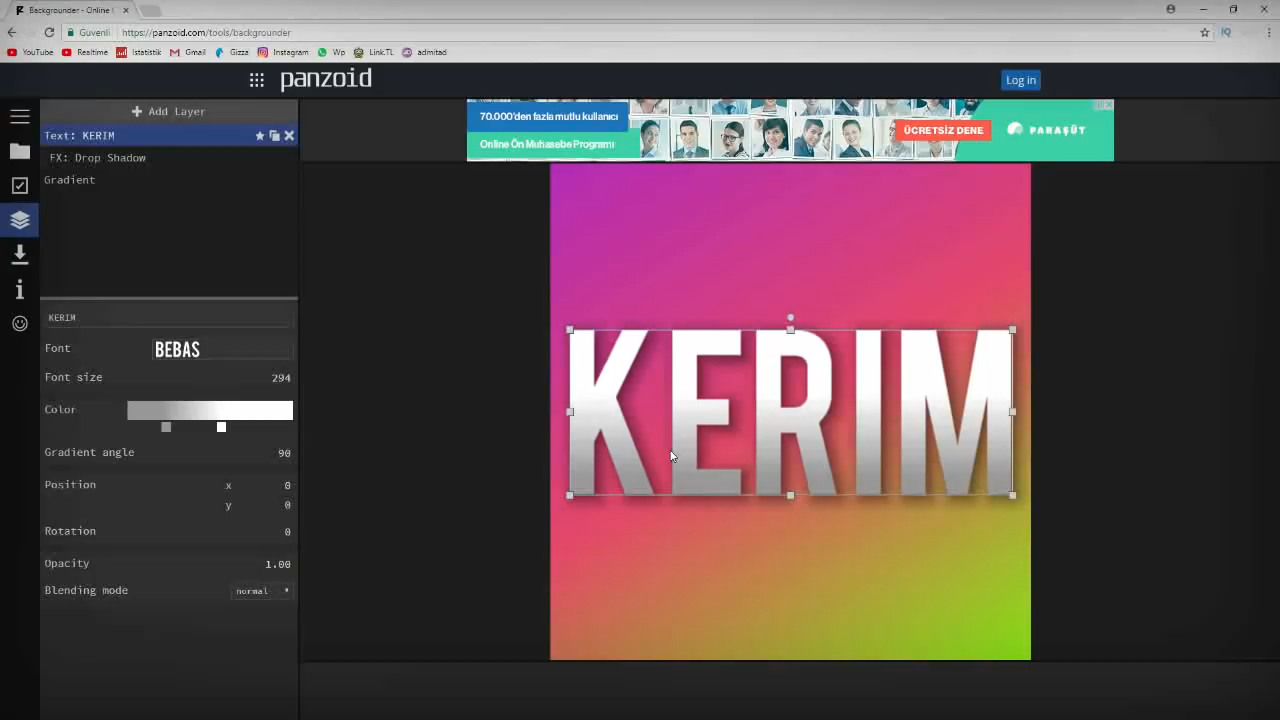 Backgrounder - Online
Güvenli
https://panzoid.com/tools/backgrounder
YouTube
Realtime
İstatistik
Gmail
Gizza
Instagram
Wp
Link.TL
admitad
panzoid
Log in
Add Layer
Text: KERIM
FX: Drop Shadow
Gradient
70.000'den fazla mutlu kullanıcı
Online Ön Muhasebe Programı
ÜCRETSİZ DENE
PARAŞÜT
KERIM
Font BEBAS
Font size 294
Color
Gradient angle 90
Position x 0
y 0
Rotation 0
Opacity 1.00
Blending mode normal
KERIM